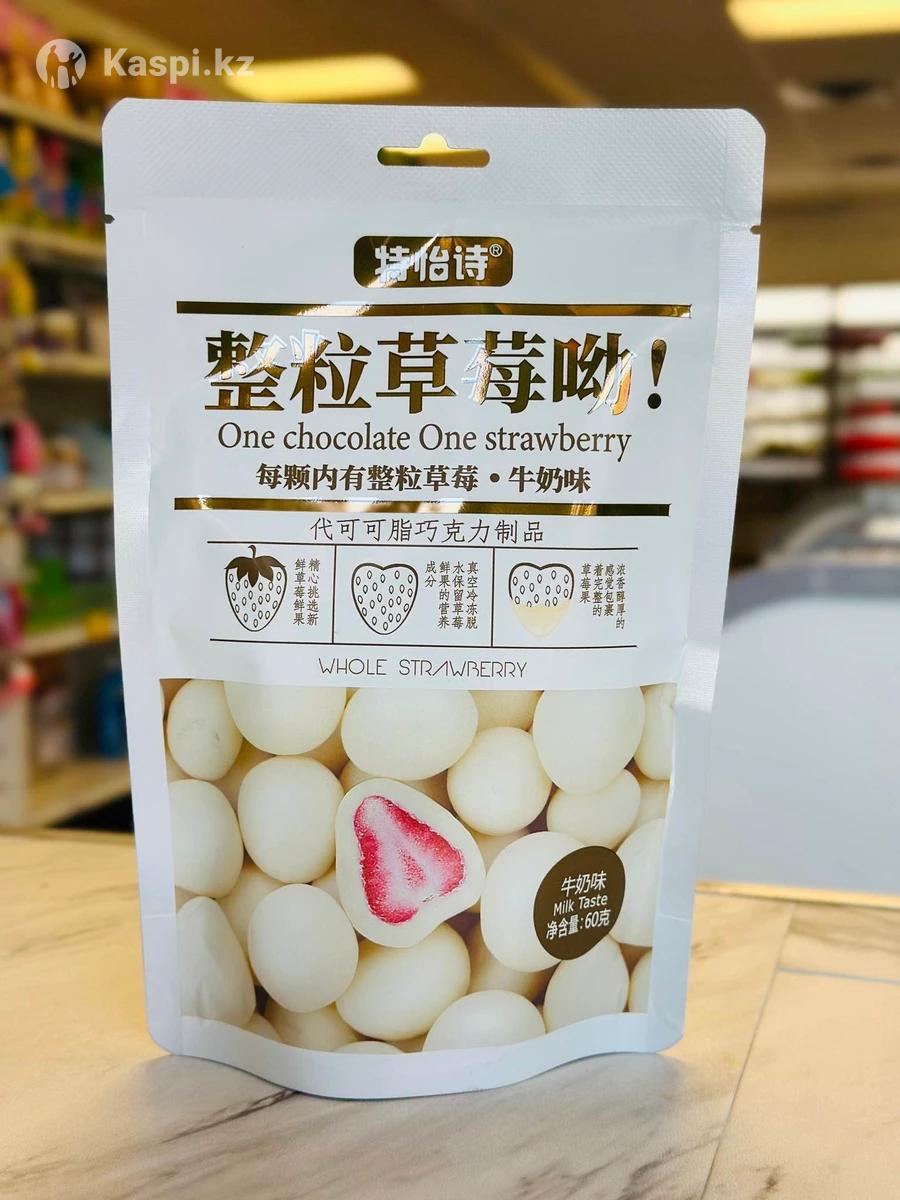 Kaspi.kz
特怡诗®
整粒草莓呦!
One chocolate One strawberry
每颗内有整粒草莓·牛奶味
代可可脂巧克力制品
精心挑选新
鲜草莓鲜果
真空冷冻脱
水保留草莓
鲜果的营养
成分
浓香醇厚的
感觉包裹
着完整的
草莓果
WHOLE STRAWBERRY
牛奶味
Milk Taste
净含量:60克